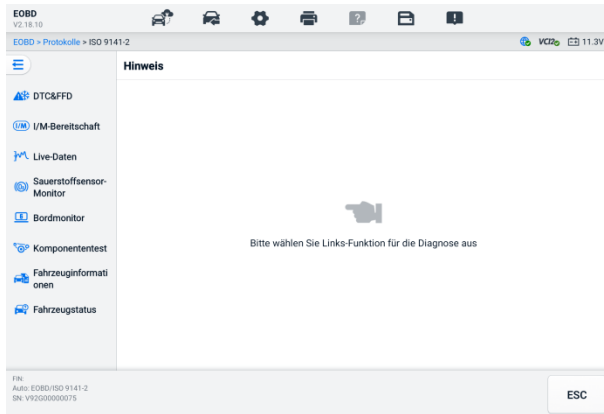 EOBD
V2.18.10
EOBD > Protokolle > ISO 9141-2
VCI2 11.3V
Hinweis
DTC&FFD
I/M I/M-Bereitschaft
Live-Daten
Sauerstoffsensor-
Monitor
Bordmonitor
Komponententest
Fahrzeuginformati
onen
Fahrzeugstatus
Bitte wählen Sie Links-Funktion für die Diagnose aus
FIN:
Auto: EOBD/ISO 9141-2
SN: V92G00000075
ESC